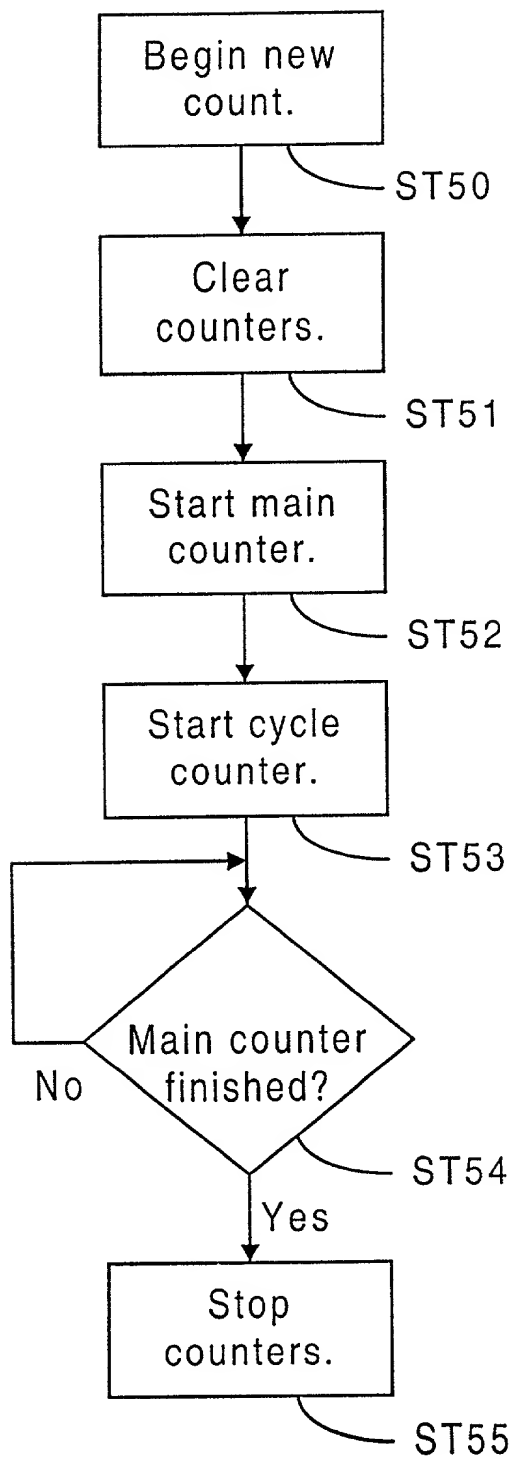 Begin new
count.
ST50
Clear
counters.
ST51
Start main
counter.
ST52
Start cycle
counter.
ST53
Main counter
finished?
No
ST54
Yes
Stop
counters.
ST55